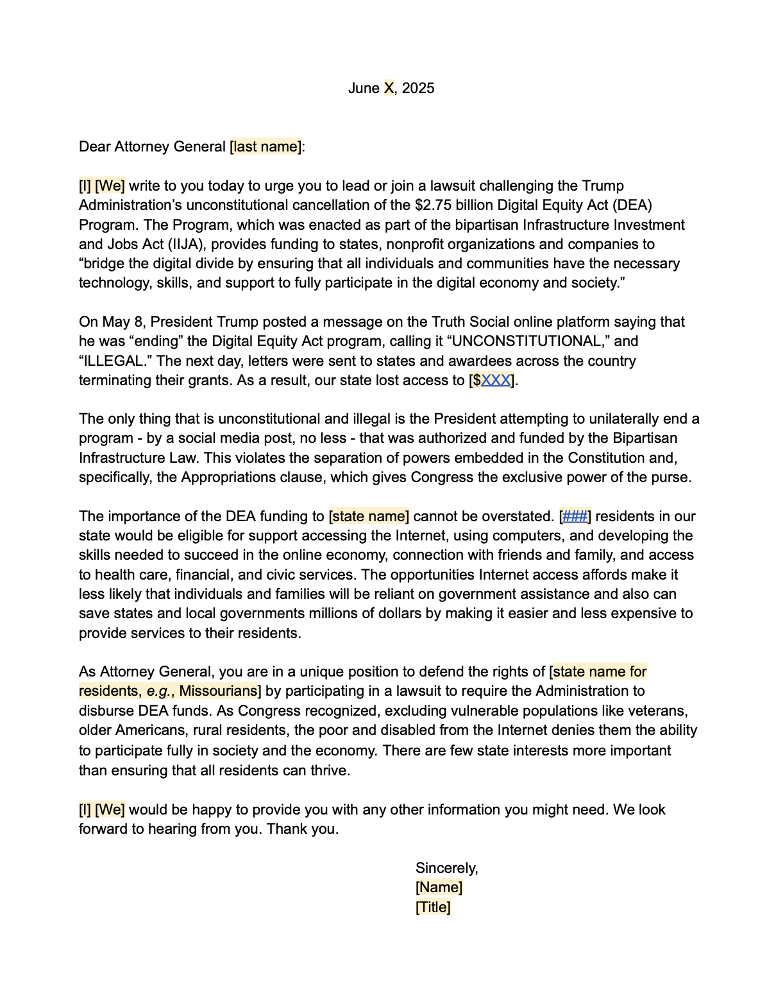 June X, 2025
Dear Attorney General [last name]:
[I] [We] write to you today to urge you to lead or join a lawsuit challenging the Trump
Administration’s unconstitutional cancellation of the $2.75 billion Digital Equity Act (DEA)
Program. The Program, which was enacted as part of the bipartisan Infrastructure Investment
and Jobs Act (IIJA), provides funding to states, nonprofit organizations and companies to
“bridge the digital divide by ensuring that all individuals and communities have the necessary
technology, skills, and support to fully participate in the digital economy and society.”
On May 8, President Trump posted a message on the Truth Social online platform saying that
he was “ending” the Digital Equity Act program, calling it “UNCONSTITUTIONAL,” and
“ILLEGAL.” The next day, letters were sent to states and awardees across the country
terminating their grants. As a result, our state lost access to [$XXX].
The only thing that is unconstitutional and illegal is the President attempting to unilaterally end a
program - by a social media post, no less - that was authorized and funded by the Bipartisan
Infrastructure Law. This violates the separation of powers embedded in the Constitution and,
specifically, the Appropriations clause, which gives Congress the exclusive power of the purse.
The importance of the DEA funding to [state name] cannot be overstated. [###] residents in our
state would be eligible for support accessing the Internet, using computers, and developing the
skills needed to succeed in the online economy, connection with friends and family, and access
to health care, financial, and civic services. The opportunities Internet access affords make it
less likely that individuals and families will be reliant on government assistance and also can
save states and local governments millions of dollars by making it easier and less expensive to
provide services to their residents.
As Attorney General, you are in a unique position to defend the rights of [state name for
residents, e.g., Missourians] by participating in a lawsuit to require the Administration to
disburse DEA funds. As Congress recognized, excluding vulnerable populations like veterans,
older Americans, rural residents, the poor and disabled from the Internet denies them the ability
to participate fully in society and the economy. There are few state interests more important
than ensuring that all residents can thrive.
[I] [We] would be happy to provide you with any other information you might need. We look
forward to hearing from you. Thank you.
Sincerely,
[Name]
[Title]